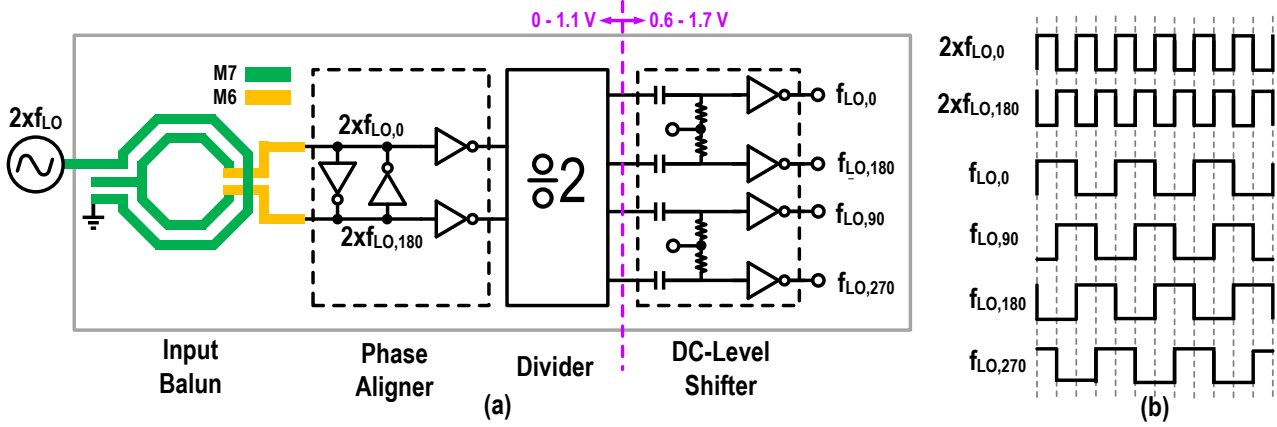 0 - 1.1 V
0.6 - 1.7 V
M7
M6
2xfLO
2xfLO,0
2xfLO,180
÷2
fLO,0
fLO,180
fLO,90
fLO,270
Input
Balun
Phase
Aligner
Divider
DC-Level
Shifter
(a)
2xfLO,0
2xfLO,180
fLO,0
fLO,90
fLO,180
fLO,270
(b)